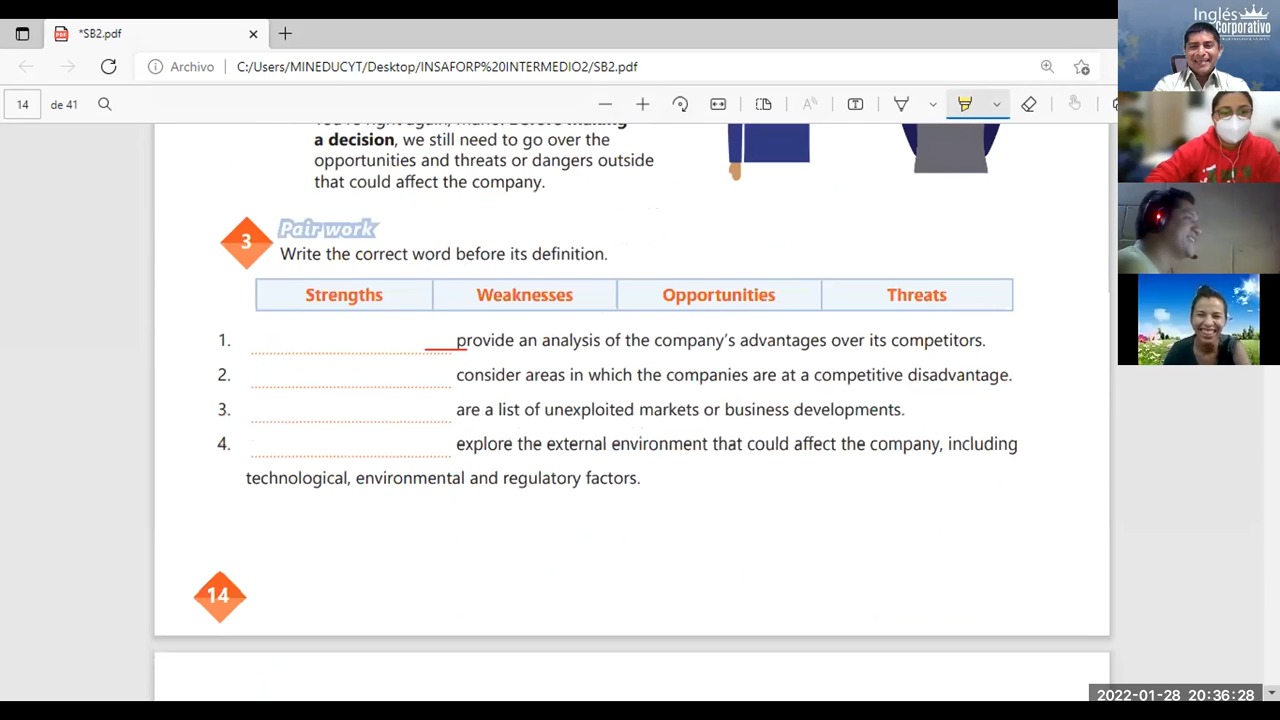 *SB2.pdf
Archivo
C:/Users/MINEDUCYT/Desktop/INSAFORP%20INTERMEDIO2/SB2.pdf
14
de 41
a decision, we still need to go over the
opportunities and threats or dangers outside
that could affect the company.
3
Pair work
Write the correct word before its definition.
Strengths
Weaknesses
Opportunities
Threats
1. provide an analysis of the company's advantages over its competitors.
2. consider areas in which the companies are at a competitive disadvantage.
3. are a list of unexploited markets or business developments.
4. explore the external environment that could affect the company, including
technological, environmental and regulatory factors.
14
Inglés
Corporativo
2022-01-28 20:36:28